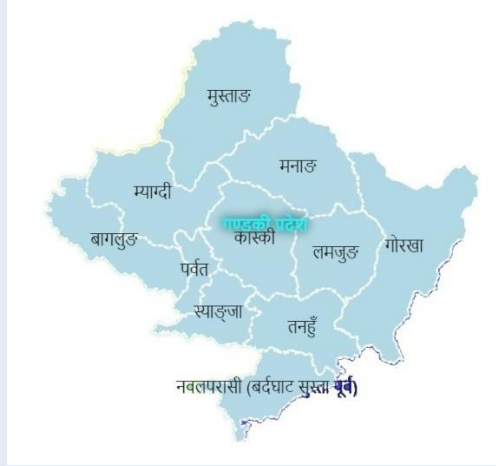 मुस्ताङ
मनाङ
म्याग्दी
गण्डकी प्रदेश
बागलुङ
कास्की
लमजुङ
गोरखा
पर्वत
स्याङ्जा
तनहुँ
नवलपरासी (बर्दघाट सुस्ता पूर्व)